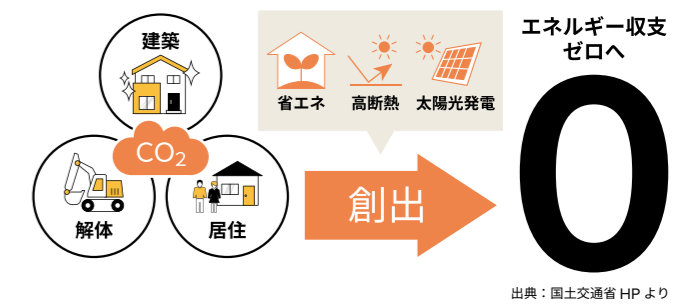 建築
CO2
解体
居住
省エネ
高断熱
太陽光発電
創出
エネルギー収支
ゼロへ
0
出典：国土交通省 HP より